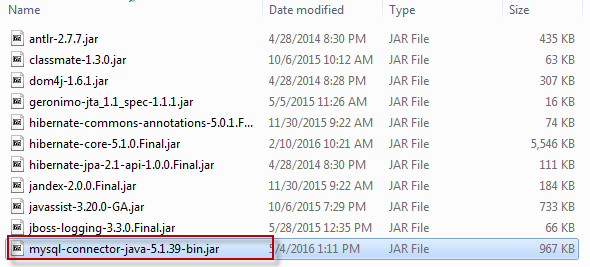 Name Date modified Type Size
antlr-2.7.7.jar 4/28/2014 8:30 PM JAR File 435 KB
classmate-1.3.0.jar 10/6/2015 10:12 AM JAR File 63 KB
dom4j-1.6.1.jar 4/28/2014 8:28 PM JAR File 307 KB
geronimo-jta_1.1_spec-1.1.1.jar 5/5/2015 11:26 AM JAR File 16 KB
hibernate-commons-annotations-5.0.1.F... 11/30/2015 9:22 AM JAR File 74 KB
hibernate-core-5.1.0.Final.jar 2/10/2016 10:21 AM JAR File 5,546 KB
hibernate-jpa-2.1-api-1.0.0.Final.jar 4/28/2014 8:30 PM JAR File 111 KB
jandex-2.0.0.Final.jar 11/30/2015 9:22 AM JAR File 184 KB
javassist-3.20.0-GA.jar 10/6/2015 7:29 PM JAR File 733 KB
jboss-logging-3.3.0.Final.jar 5/28/2015 12:35 PM JAR File 66 KB
mysql-connector-java-5.1.39-bin.jar 5/4/2016 1:11 PM JAR File 967 KB